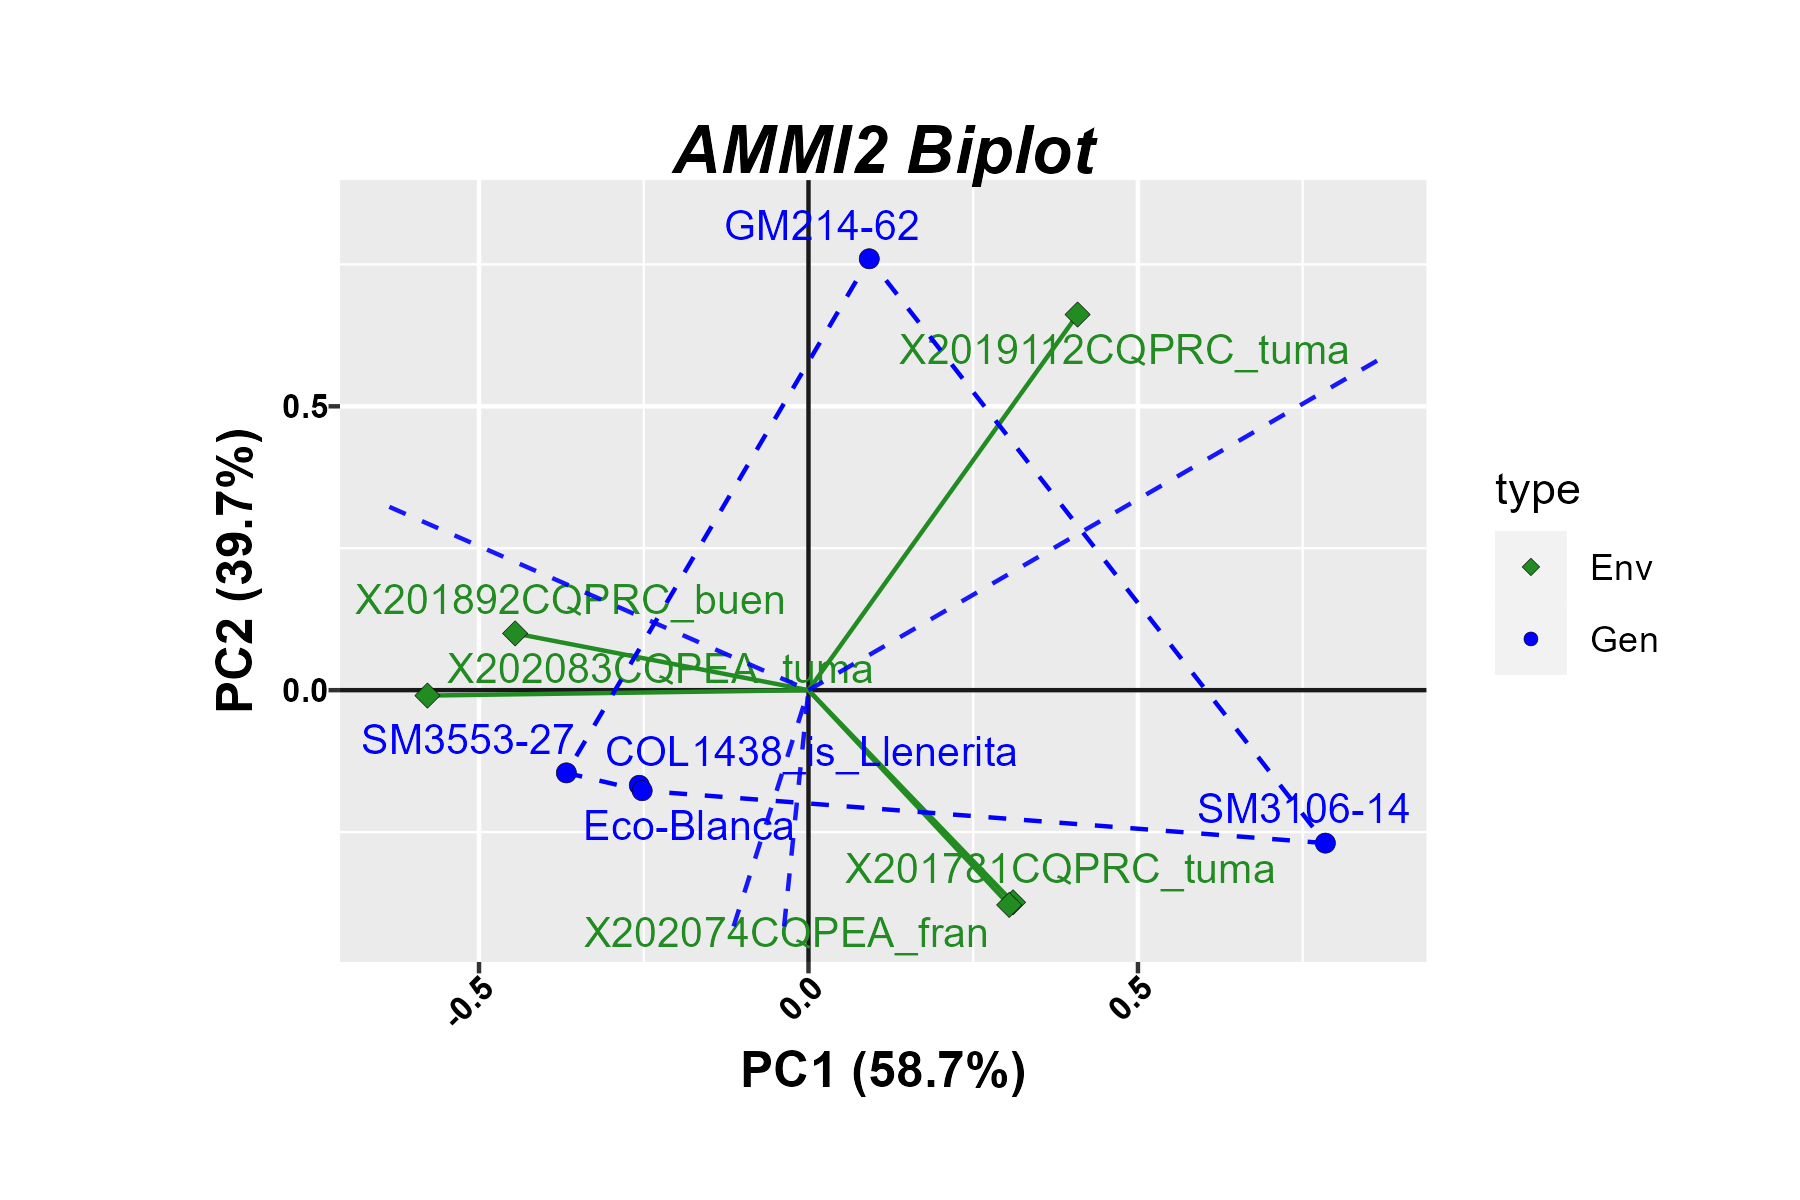 AMMI2 Biplot
GM214-62
X2019112CQPRC_tuma
0.5
PC2 (39.7%)
type
Env
Gen
X201892CQPRC_buen
X202083CQPEA_tuma
0.0
SM3553-27
COL1438_is_Llenerita
SM3106-14
Eco-Blanca
X201781CQPRC_tuma
X202074CQPEA_fran
-0.5
0.0
0.5
PC1 (58.7%)